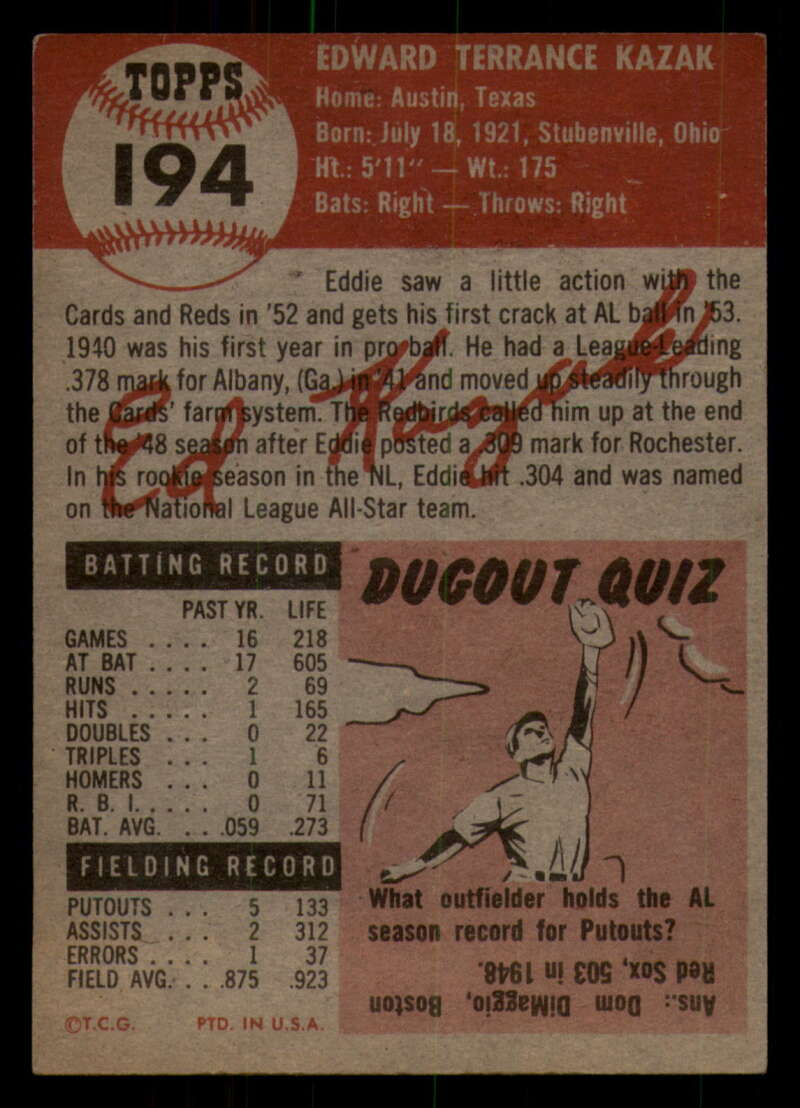 TOPPS
194
EDWARD TERRANCE KAZAK
Home: Austin, Texas
Born: July 18, 1921, Stubenville, Ohio
Ht.: 5'11" — Wt.: 175
Bats: Right — Throws: Right
Eddie saw a little action with the
Cards and Reds in '52 and gets his first crack at AL ball in '53.
1940 was his first year in pro ball. He had a League-Leading
.378 mark for Albany, (Ga.) in '41 and moved up steadily through
the Cards' farm system. The Redbirds called him up at the end
of the '48 season after Eddie posted a .309 mark for Rochester.
In his rookie season in the NL, Eddie hit .304 and was named
on the National League All-Star team.
Ed Kazak
BATTING RECORD
PAST YR. LIFE
GAMES . . . . 16 218
AT BAT . . . . 17 605
RUNS . . . . . 2 69
HITS . . . . . 1 165
DOUBLES . . . 0 22
TRIPLES . . . 1 6
HOMERS . . . 0 11
R. B. I. . . . . 0 71
BAT. AVG. . . .059 .273
FIELDING RECORD
PUTOUTS . . . 5 133
ASSISTS . . . 2 312
ERRORS . . . . 1 37
FIELD AVG. . . .875 .923
©T.C.G. PTD. IN U.S.A.
DUGOUT QUIZ
What outfielder holds the AL
season record for Putouts?
Ans.: Dom DiMaggio, Boston
Red Sox, 503 in 1948.